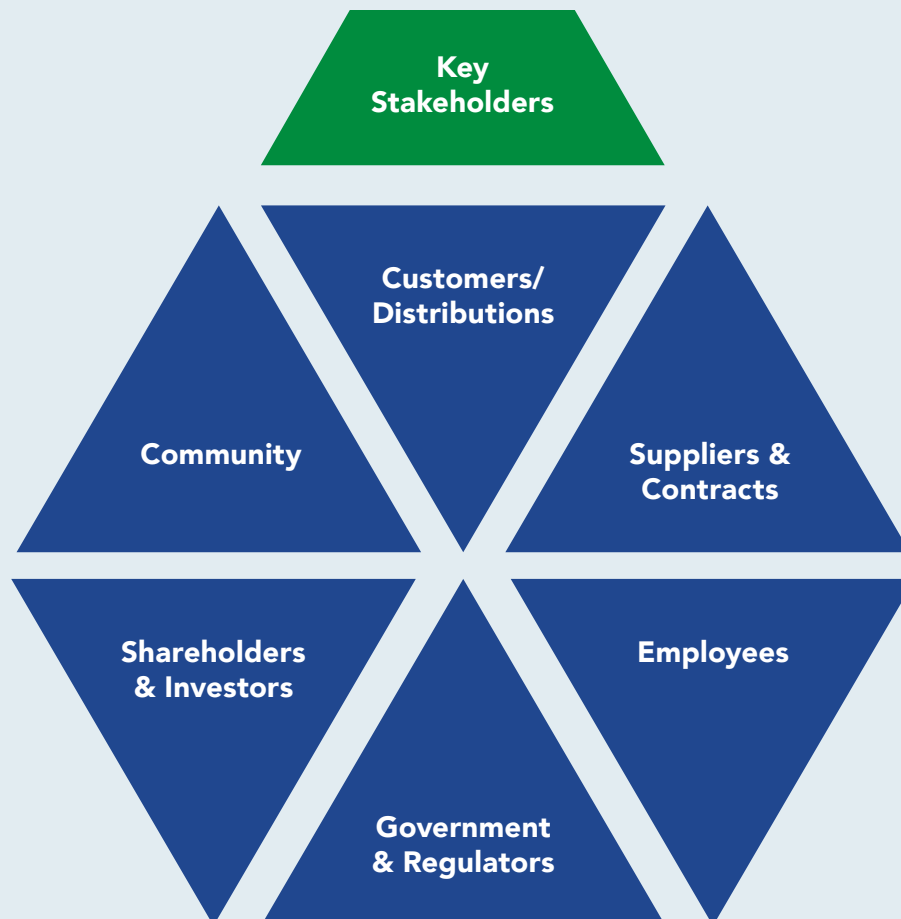 Key
Stakeholders
Customers/
Distributions
Community
Suppliers &
Contracts
Shareholders
& Investors
Employees
Government
& Regulators